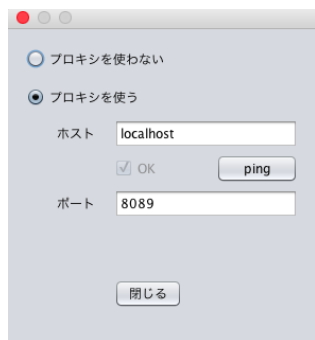 プロキシを使わない
プロキシを使う
ホスト localhost
OK ping
ポート 8089
閉じる